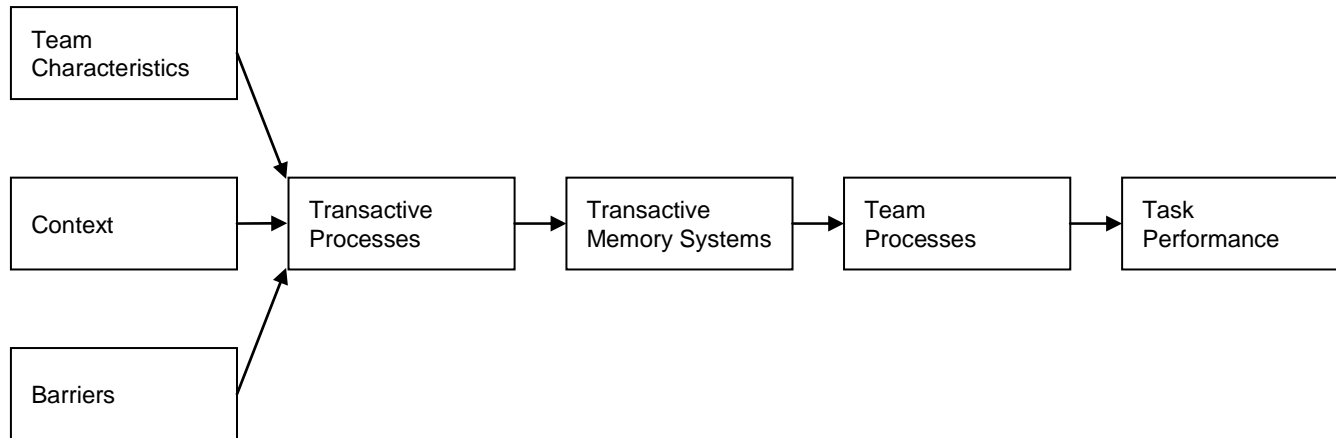 Team
Characteristics
Context
Transactive
Processes
Transactive
Memory Systems
Team
Processes
Task
Performance
Barriers